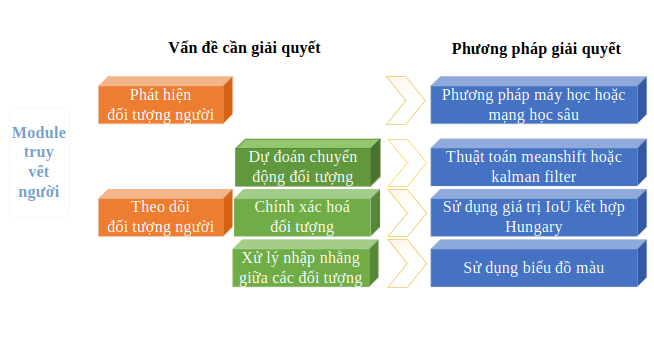 Vấn đề cần giải quyết
Phương pháp giải quyết
Module
truy
vết
người
Phát hiện
đối tượng người
Phương pháp máy học hoặc
mạng học sâu
Dự đoán chuyển
động đối tượng
Thuật toán meanshift hoặc
kalman filter
Theo dõi
đối tượng người
Chính xác hoá
đối tượng
Sử dụng giá trị IoU kết hợp
Hungary
Xử lý nhập nhằng
giữa các đối tượng
Sử dụng biểu đồ màu